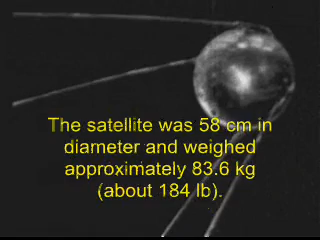 The satellite was 58 cm in
diameter and weighed
approximately 83.6 kg
(about 184 lb).